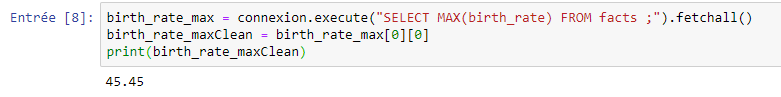 Entrée [8]: birth_rate_max = connexion.execute("SELECT MAX(birth_rate) FROM facts ;").fetchall()
birth_rate_maxClean = birth_rate_max[0][0]
print(birth_rate_maxClean)
45.45